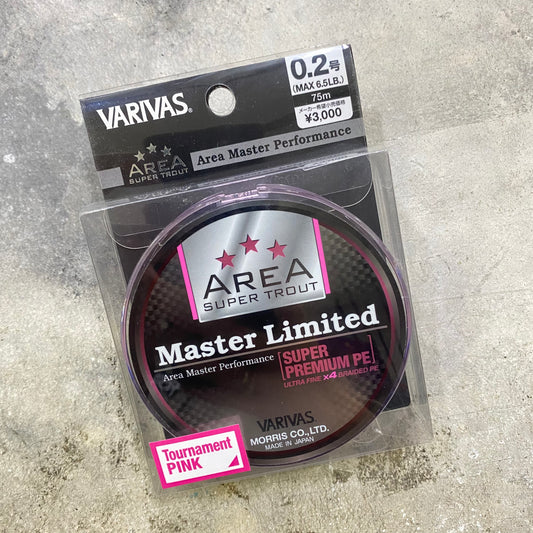 VARIVAS®
0.2号
(MAX 6.5LB.)
75m
メーカー希望小売価格
¥3,000
AREA
SUPER TROUT
Area Master Performance
AREA
SUPER TROUT
Master Limited
Area Master Performance
SUPER
PREMIUM PE
ULTRA FINE ×4 BRAIDED PE
VARIVAS
MORRIS CO.,LTD.
MADE IN JAPAN
Tournament
PINK